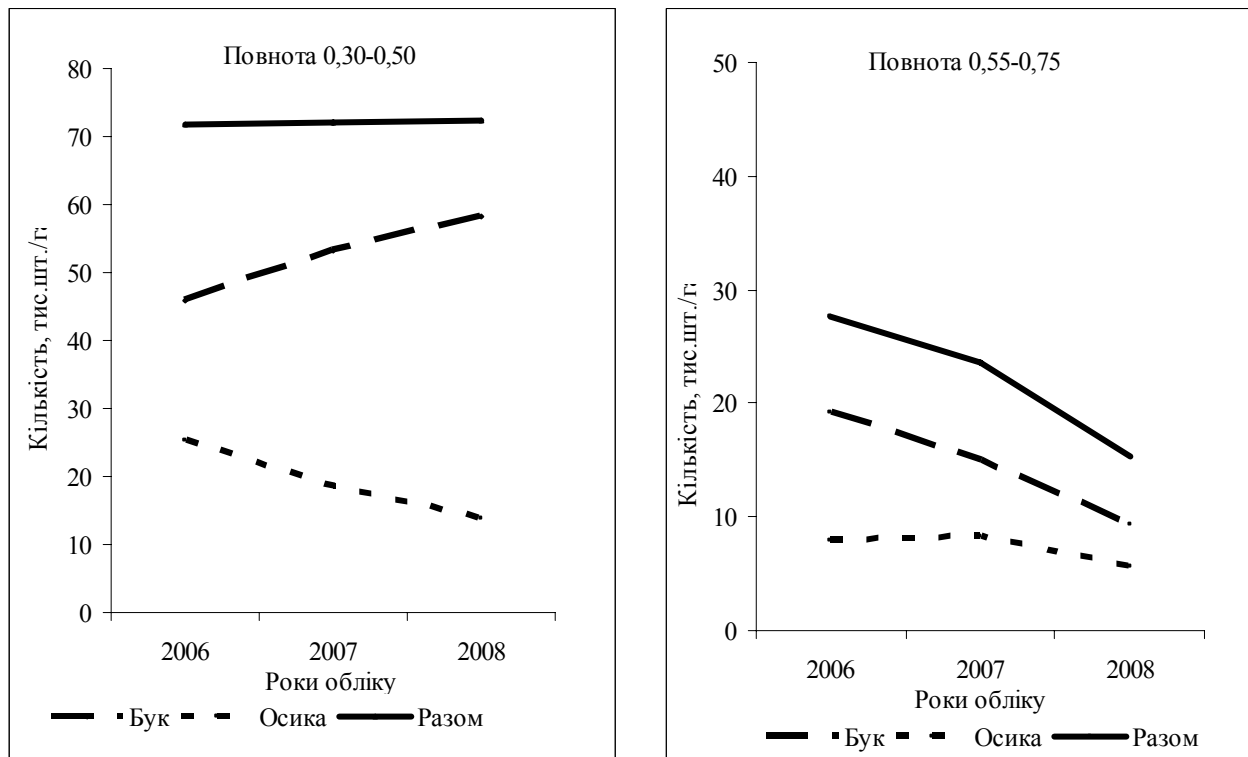 Повнота 0,30-0,50
80
70
60
50
40
30
20
10
0
Кількість, тис.шт./га
2006 2007 2008
Роки обліку
Бук Осика Разом
Повнота 0,55-0,75
50
40
30
20
10
0
Кількість, тис.шт./га
2006 2007 2008
Роки обліку
Бук Осика Разом